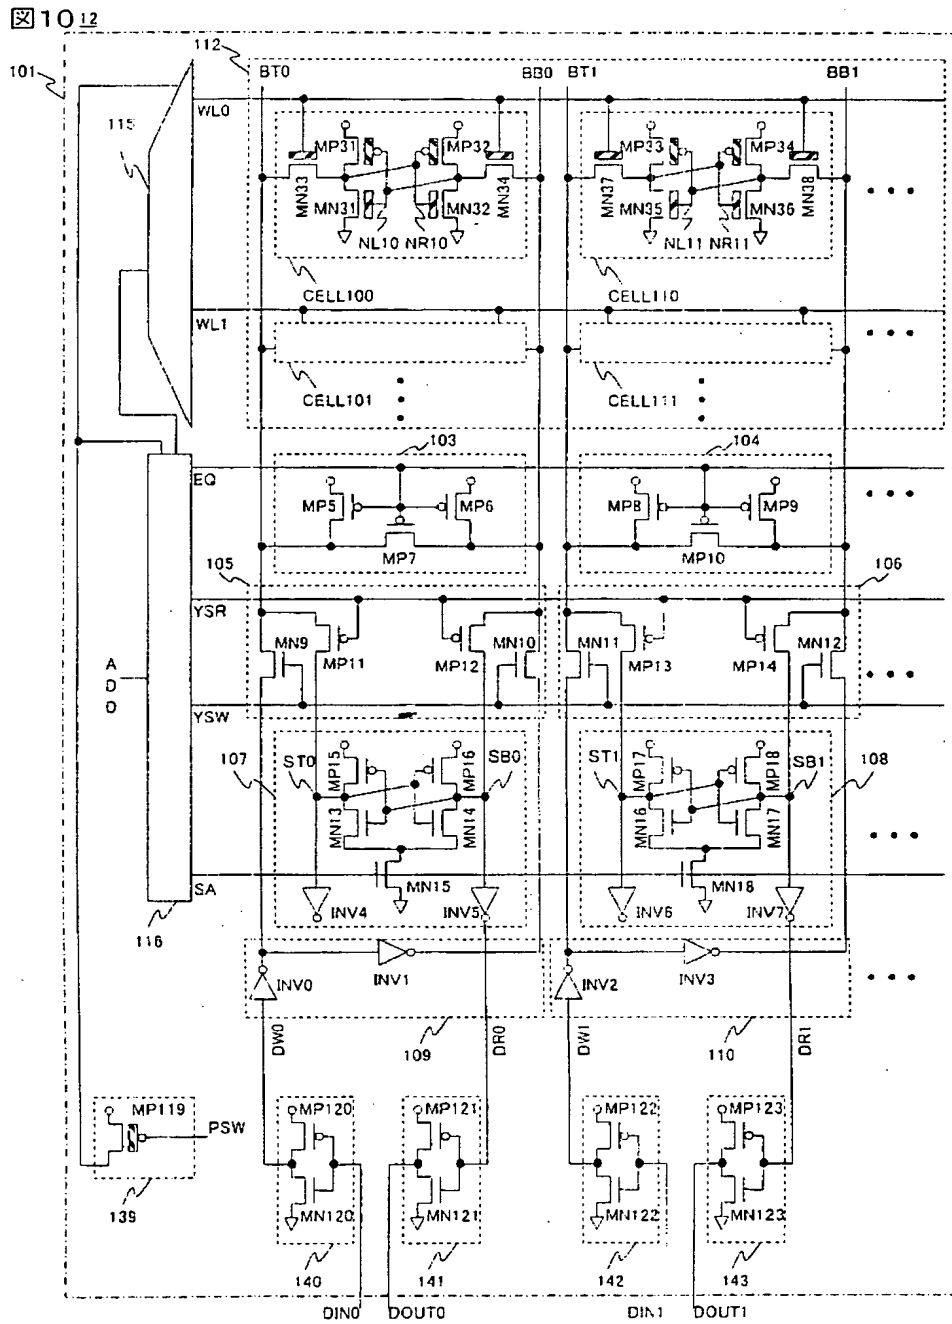 図10 12
101
112
BT0 BB0 BT1 BB1
WL0
115
MP31 MP32 MP33 MP34
MN33 MN34 MN37 MN38
MN31 MN32 MN35 MN36
NL10 NR10 NL11 NR11
CELL100 CELL110
WL1
CELL101 CELL111
103 104
EQ
MP5 MP6 MP8 MP9
MP7 MP10
105 106
YSR
MN9 MN10 MN11 MN12
MP11 MP12 MP13 MP14
ADD
YSW
107 ST0 MP15 MP16 SB0 ST1 MP17 MP18 SB1 108
MN13 MN14 MN16 MN17
SA
MN15 MN18
INV4 INV5 INV6 INV7
116
INV0 INV1 INV2 INV3
DW0 109 DR0 DW1 110 DR1
MP119 MP120 MP121 MP122 MP123
PSW
MN120 MN121 MN122 MN123
139
140 141 142 143
DIN0 DOUT0 DIN1 DOUT1